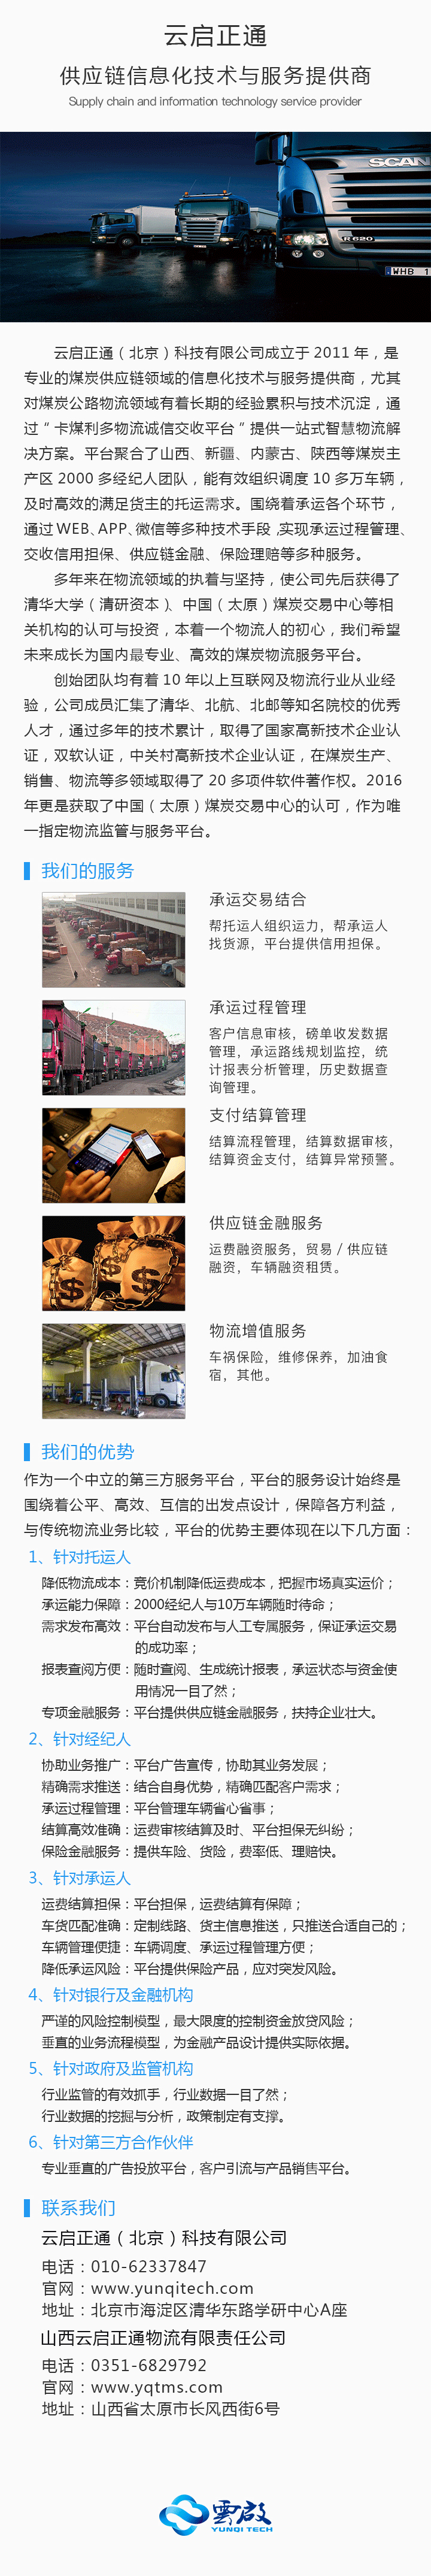 云启正通
供应链信息化技术与服务提供商
Supply chain and information technology service provider
SCAN
R 620
WHB 1
云启正通（北京）科技有限公司成立于 2011 年，是
专业的煤炭供应链领域的信息化技术与服务提供商，尤其
对煤炭公路物流领域有着长期的经验累积与技术沉淀，通
过“卡煤利多物流诚信交收平台”提供一站式智慧物流解
决方案。平台聚合了山西、新疆、内蒙古、陕西等煤炭主
产区 2000 多经纪人团队，能有效组织调度 10 多万车辆，
及时高效的满足货主的托运需求。围绕着承运各个环节，
通过 WEB、APP、微信等多种技术手段，实现承运过程管理、
交收信用担保、供应链金融、保险理赔等多种服务。
多年来在物流领域的执着与坚持，使公司先后获得了
清华大学（清研资本）、中国（太原）煤炭交易中心等相
关机构的认可与投资，本着一个物流人的初心，我们希望
未来成长为国内最专业、高效的煤炭物流服务平台。
创始团队均有着 10 年以上互联网及物流行业从业经
验，公司成员汇集了清华、北航、北邮等知名院校的优秀
人才，通过多年的技术累计，取得了国家高新技术企业认
证，双软认证，中关村高新技术企业认证，在煤炭生产、
销售、物流等多领域取得了 20 多项件软件著作权。2016
年更是获取了中国（太原）煤炭交易中心的认可，作为唯
一指定物流监管与服务平台。
我们的服务
承运交易结合
帮托运人组织运力，帮承运人
找货源，平台提供信用担保。
承运过程管理
客户信息审核，磅单收发数据
管理，承运路线规划监控，统
计报表分析管理，历史数据查
询管理。
支付结算管理
结算流程管理，结算数据审核，
结算资金支付，结算异常预警。
供应链金融服务
运费融资服务，贸易 / 供应链
融资，车辆融资租赁。
物流增值服务
车祸保险，维修保养，加油食
宿，其他。
我们的优势
作为一个中立的第三方服务平台，平台的服务设计始终是
围绕着公平、高效、互信的出发点设计，保障各方利益，
与传统物流业务比较，平台的优势主要体现在以下几方面：
1、针对托运人
降低物流成本：竞价机制降低运费成本，把握市场真实运价；
承运能力保障：2000经纪人与10万车辆随时待命；
需求发布高效：平台自动发布与人工专属服务，保证承运交易
的成功率；
报表查阅方便：随时查阅、生成统计报表，承运状态与资金使
用情况一目了然；
专项金融服务：平台提供供应链金融服务，扶持企业壮大。
2、针对经纪人
协助业务推广：平台广告宣传，协助其业务发展；
精确需求推送：结合自身优势，精确匹配客户需求；
承运过程管理：平台管理车辆省心省事；
结算高效准确：运费审核结算及时、平台担保无纠纷；
保险金融服务：提供车险、货险，费率低、理赔快。
3、针对承运人
运费结算担保：平台担保，运费结算有保障；
车货匹配准确：定制线路、货主信息推送，只推送合适自己的；
车辆管理便捷：车辆调度、承运过程管理方便；
降低承运风险：平台提供保险产品，应对突发风险。
4、针对银行及金融机构
严谨的风险控制模型，最大限度的控制资金放贷风险；
垂直的业务流程模型，为金融产品设计提供实际依据。
5、针对政府及监管机构
行业监管的有效抓手，行业数据一目了然；
行业数据的挖掘与分析，政策制定有支撑。
6、针对第三方合作伙伴
专业垂直的广告投放平台，客户引流与产品销售平台。
联系我们
云启正通（北京）科技有限公司
电话：010-62337847
官网：www.yunqitech.com
地址：北京市海淀区清华东路学研中心A座
山西云启正通物流有限责任公司
电话：0351-6829792
官网：www.yqtms.com
地址：山西省太原市长风西街6号
雲啟
YUNQI TECH